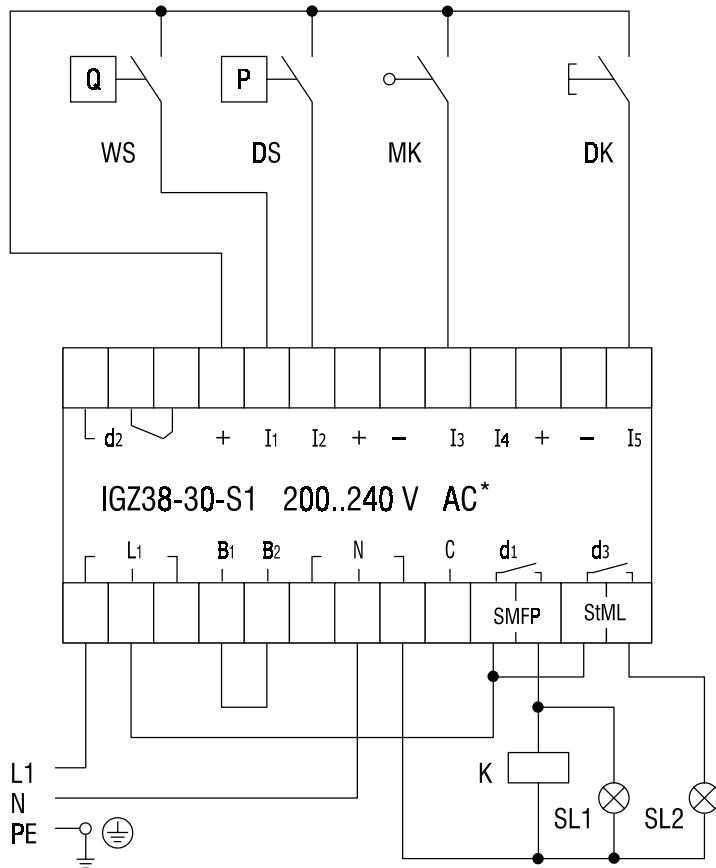 Q P
WS DS MK DK
d2 + I1 I2 + − I3 I4 + − I5
IGZ38-30-S1 200..240 V AC*
L1 B1 B2 N C d1 d3
SMFP StML
L1
N
PE
K
SL1
SL2